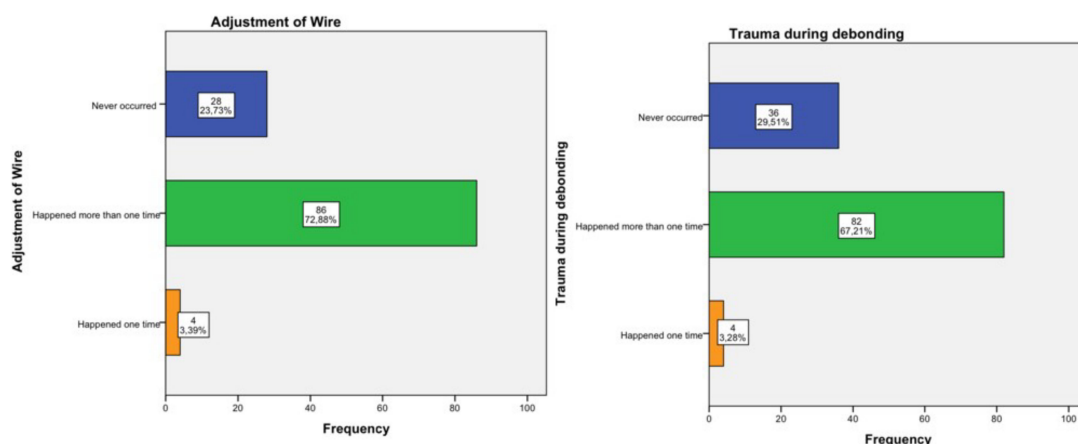 Adjustment of Wire
Adjustment of Wire
Never occurred
28
23,73%
Happened more than one time
86
72,88%
Happened one time
4
3,39%
0 20 40 60 80 100
Frequency
Trauma during debonding
Trauma during debonding
Never occurred
36
29,51%
Happened more than one time
82
67,21%
Happened one time
4
3,28%
0 20 40 60 80 100
Frequency